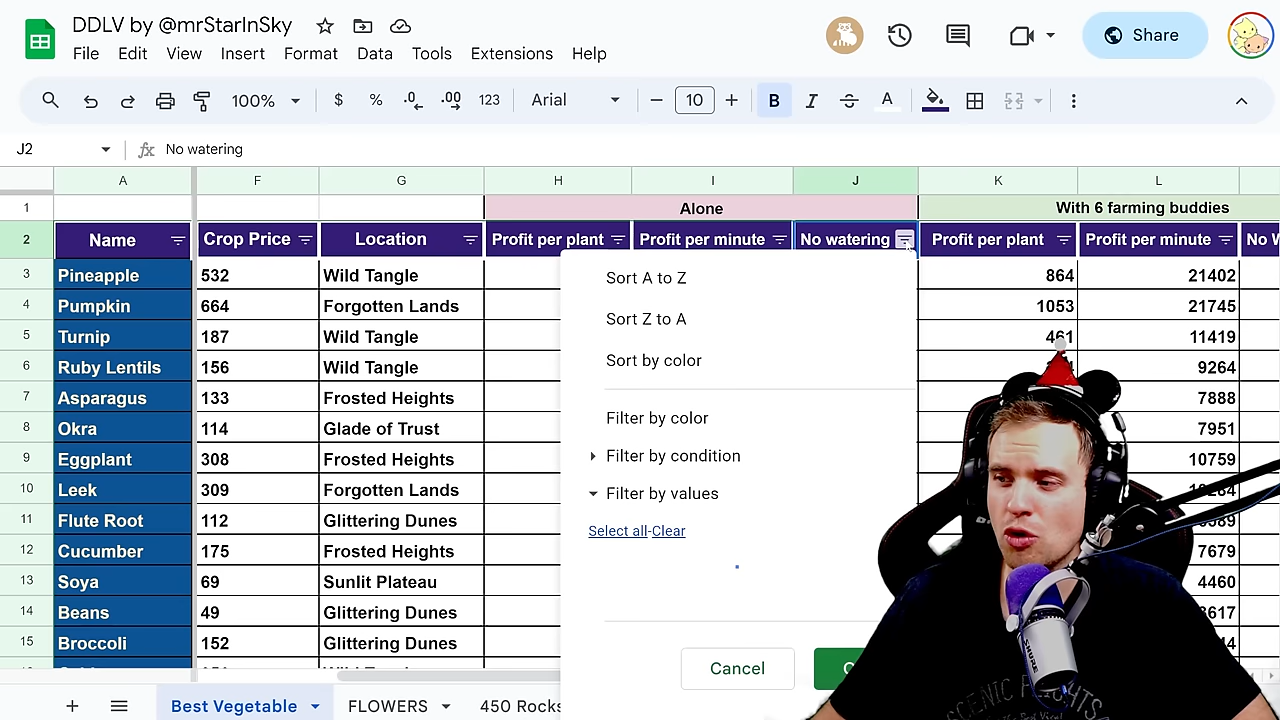 DDLV by @mrStarInSky
File Edit View Insert Format Data Tools Extensions Help
Share
100% $ % .0 .00 123 Arial 10 B I S A
J2 fx No watering
A F G H I J K L
1 Alone With 6 farming buddies
2 Name Crop Price Location Profit per plant Profit per minute No watering Profit per plant Profit per minute
3 Pineapple 532 Wild Tangle 864 21402
4 Pumpkin 664 Forgotten Lands 1053 21745
5 Turnip 187 Wild Tangle 461 11419
6 Ruby Lentils 156 Wild Tangle 9264
7 Asparagus 133 Frosted Heights 7888
8 Okra 114 Glade of Trust 7951
9 Eggplant 308 Frosted Heights 10759
10 Leek 309 Forgotten Lands
11 Flute Root 112 Glittering Dunes
12 Cucumber 175 Frosted Heights 7679
13 Soya 69 Sunlit Plateau 4460
14 Beans 49 Glittering Dunes
15 Broccoli 152 Glittering Dunes
Sort A to Z
Sort Z to A
Sort by color
Filter by color
Filter by condition
Filter by values
Select all-Clear
Cancel
Best Vegetable FLOWERS 450 Rocks
SHURE